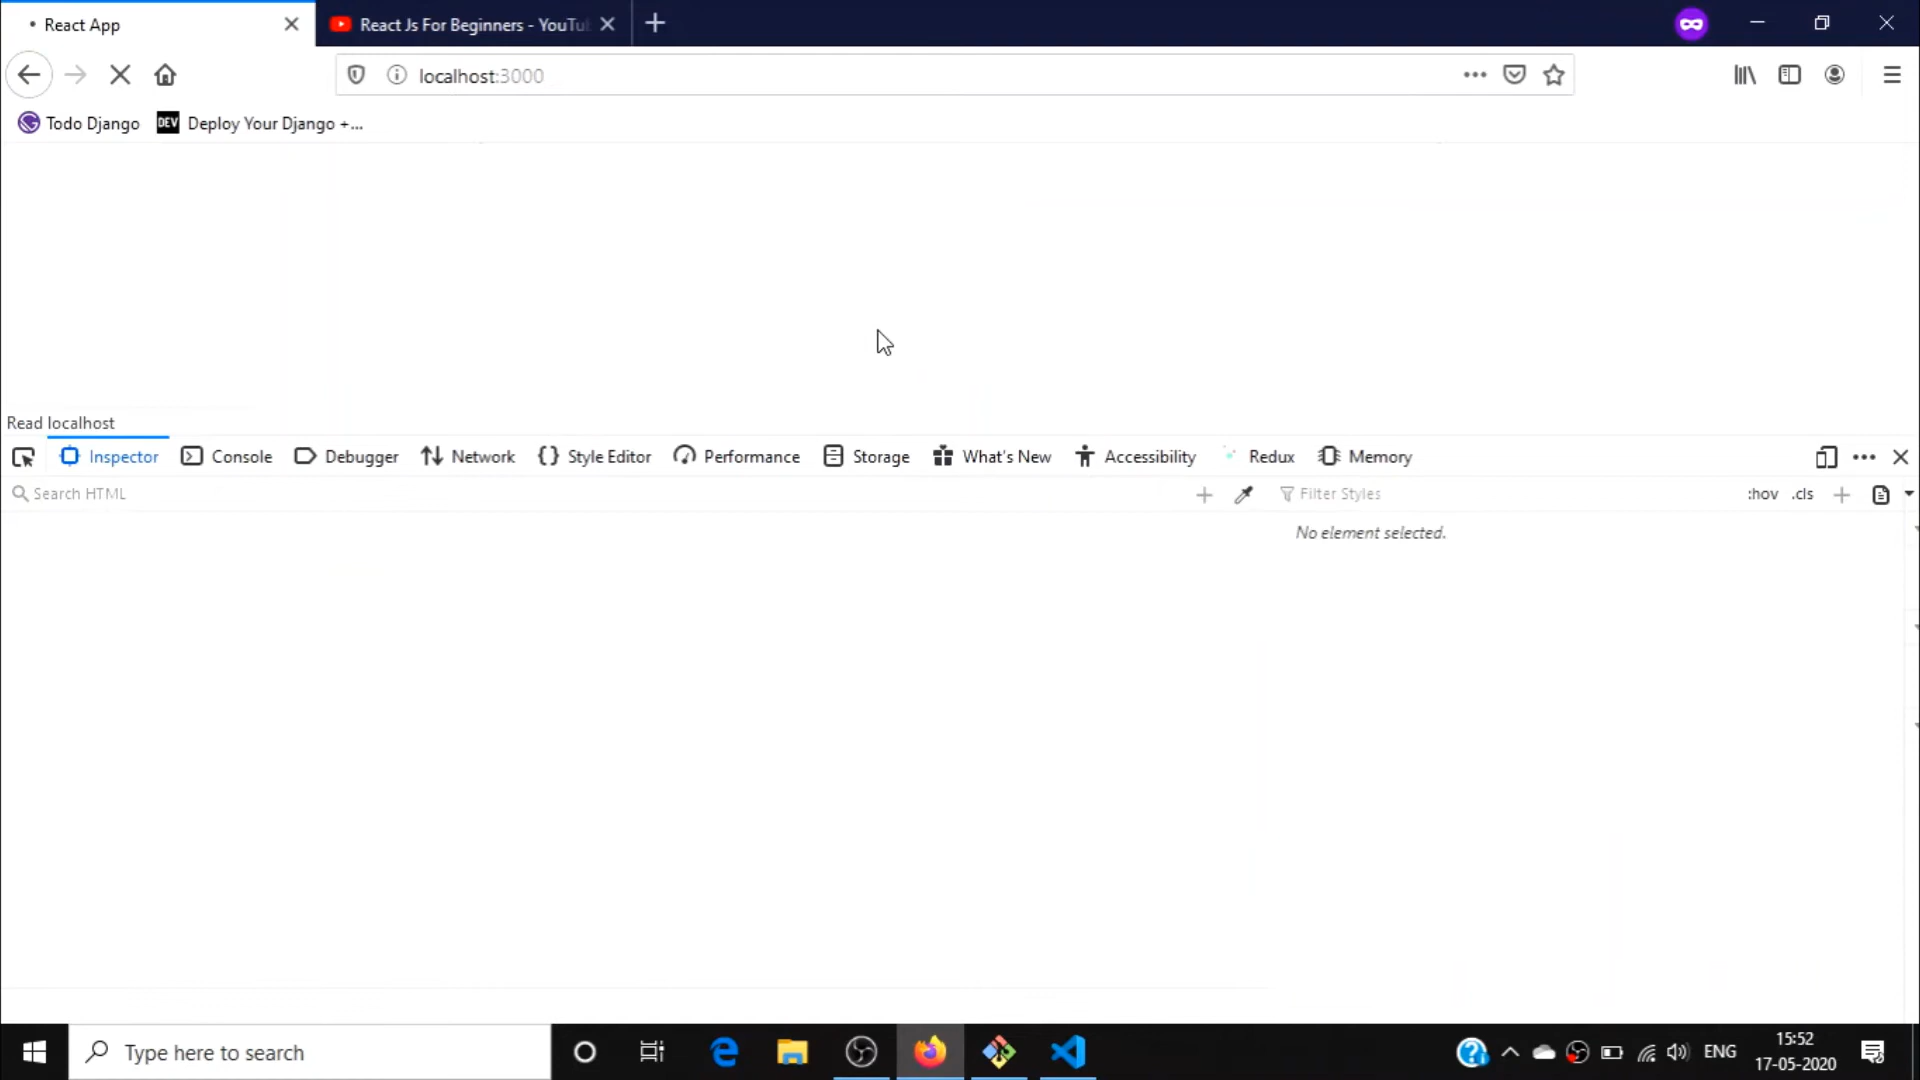 React App
React Js For Beginners - YouTu
localhost:3000
Todo Django
DEV
Deploy Your Django +...
Read localhost
Inspector
Console
Debugger
Network
Style Editor
Performance
Storage
What's New
Accessibility
Redux
Memory
Search HTML
Filter Styles
:hov
.cls
No element selected.
Type here to search
ENG
15:52
17-05-2020